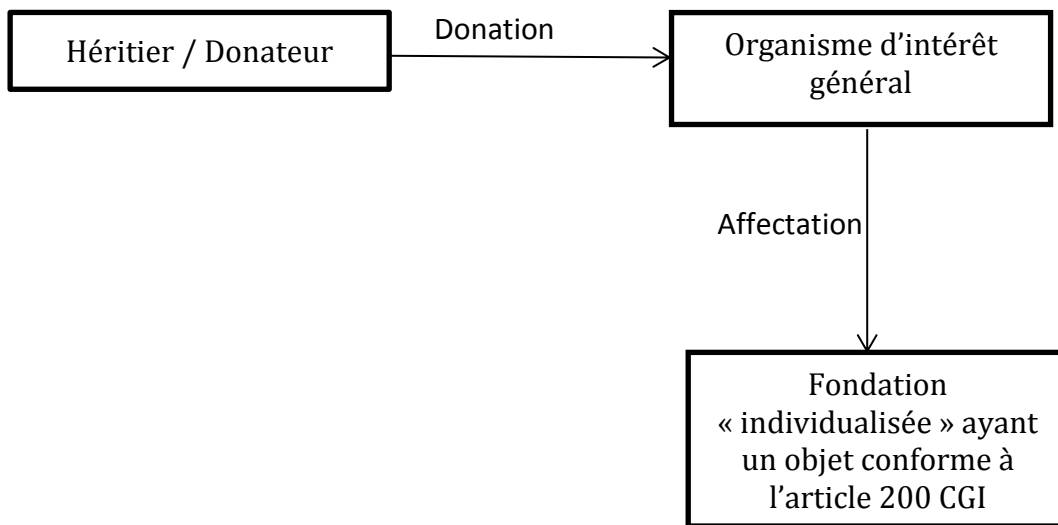 Héritier / Donateur
Donation
Organisme d’intérêt
général
Affectation
Fondation
« individualisée » ayant
un objet conforme à
l’article 200 CGI